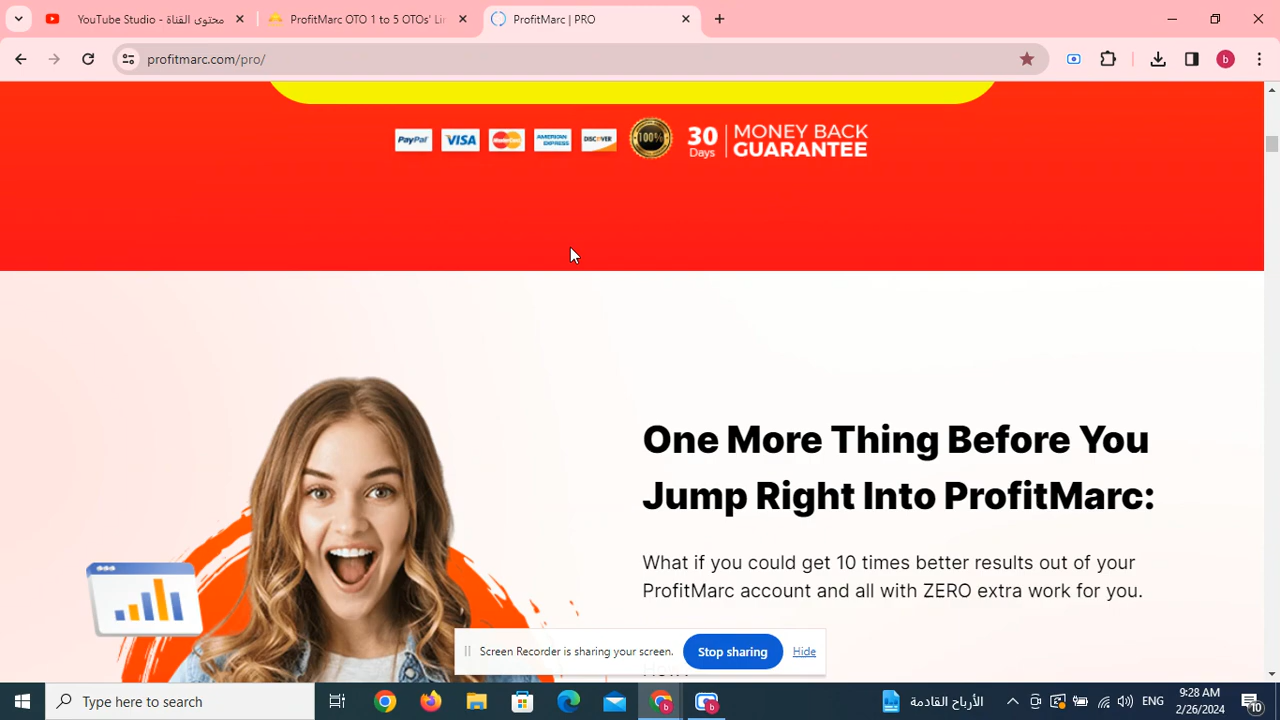 YouTube Studio - محتوى القناة
ProfitMarc OTO 1 to 5 OTOs' Li
ProfitMarc | PRO
profitmarc.com/pro/
b
PayPal
VISA
MasterCard
AMERICAN EXPRESS
DISCOVER
100%
30 Days
MONEY BACK
GUARANTEE
One More Thing Before You
Jump Right Into ProfitMarc:
What if you could get 10 times better results out of your
ProfitMarc account and all with ZERO extra work for you.
Screen Recorder is sharing your screen.
Stop sharing
Hide
Type here to search
الأرباح القادمة
ENG
9:28 AM
2/26/2024
10